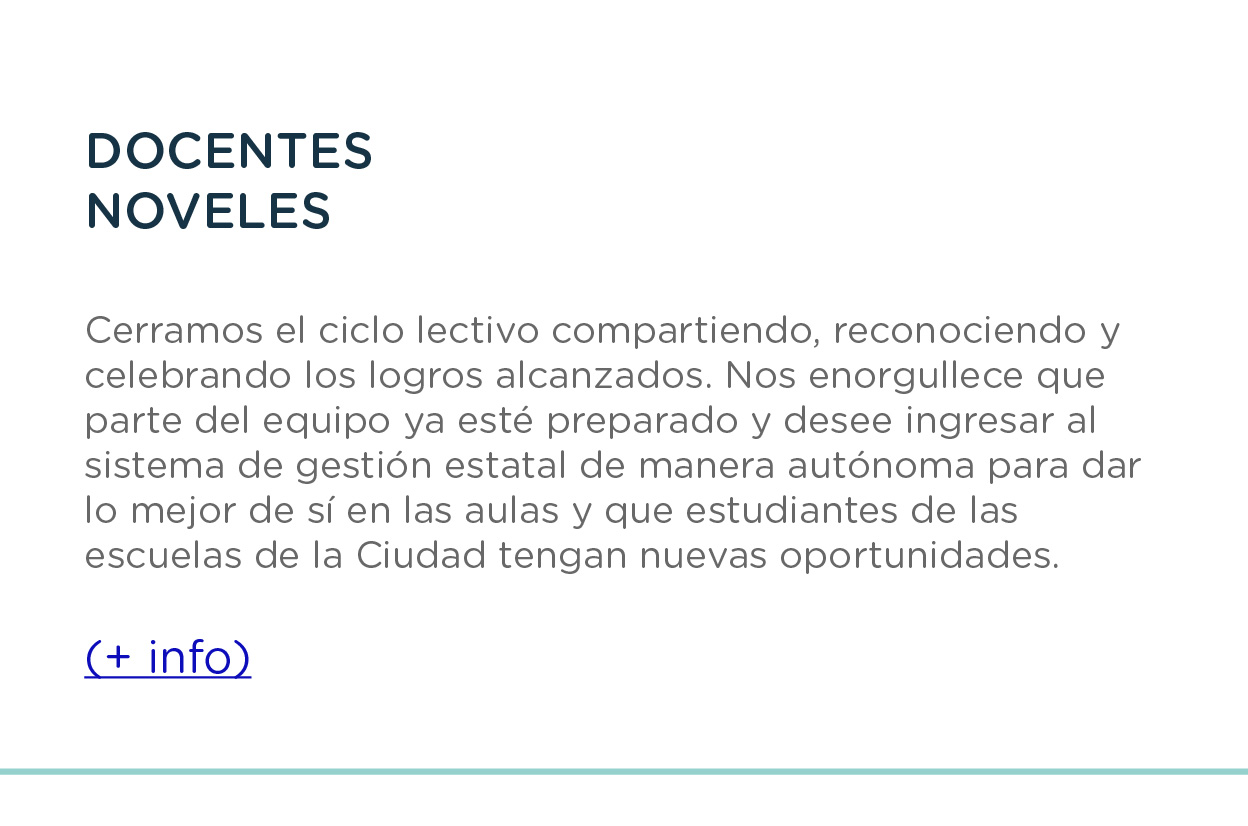 DOCENTES
NOVELES
Cerramos el ciclo lectivo compartiendo, reconociendo y
celebrando los logros alcanzados. Nos enorgullece que
parte del equipo ya esté preparado y desee ingresar al
sistema de gestión estatal de manera autónoma para dar
lo mejor de sí en las aulas y que estudiantes de las
escuelas de la Ciudad tengan nuevas oportunidades.
(+ info)